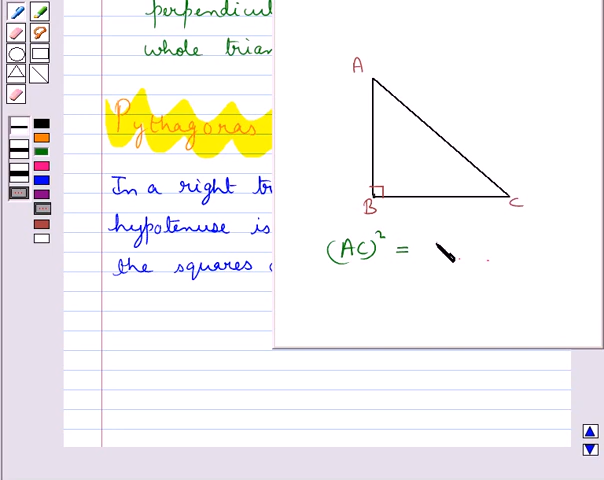 perpendicul
whole trian
Pythagoras
In a right tr
hypotenuse is
the squares
A
B
C
(AC)² =